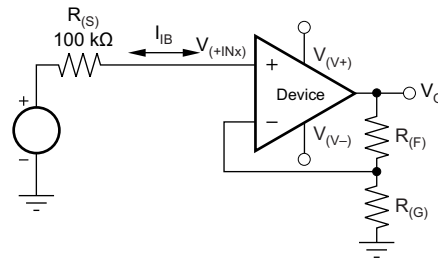 R(S)
100 kΩ
IIB
V(+INx)
V(V+)
+
+
Device
VO
−
−
V(V−)
R(F)
R(G)